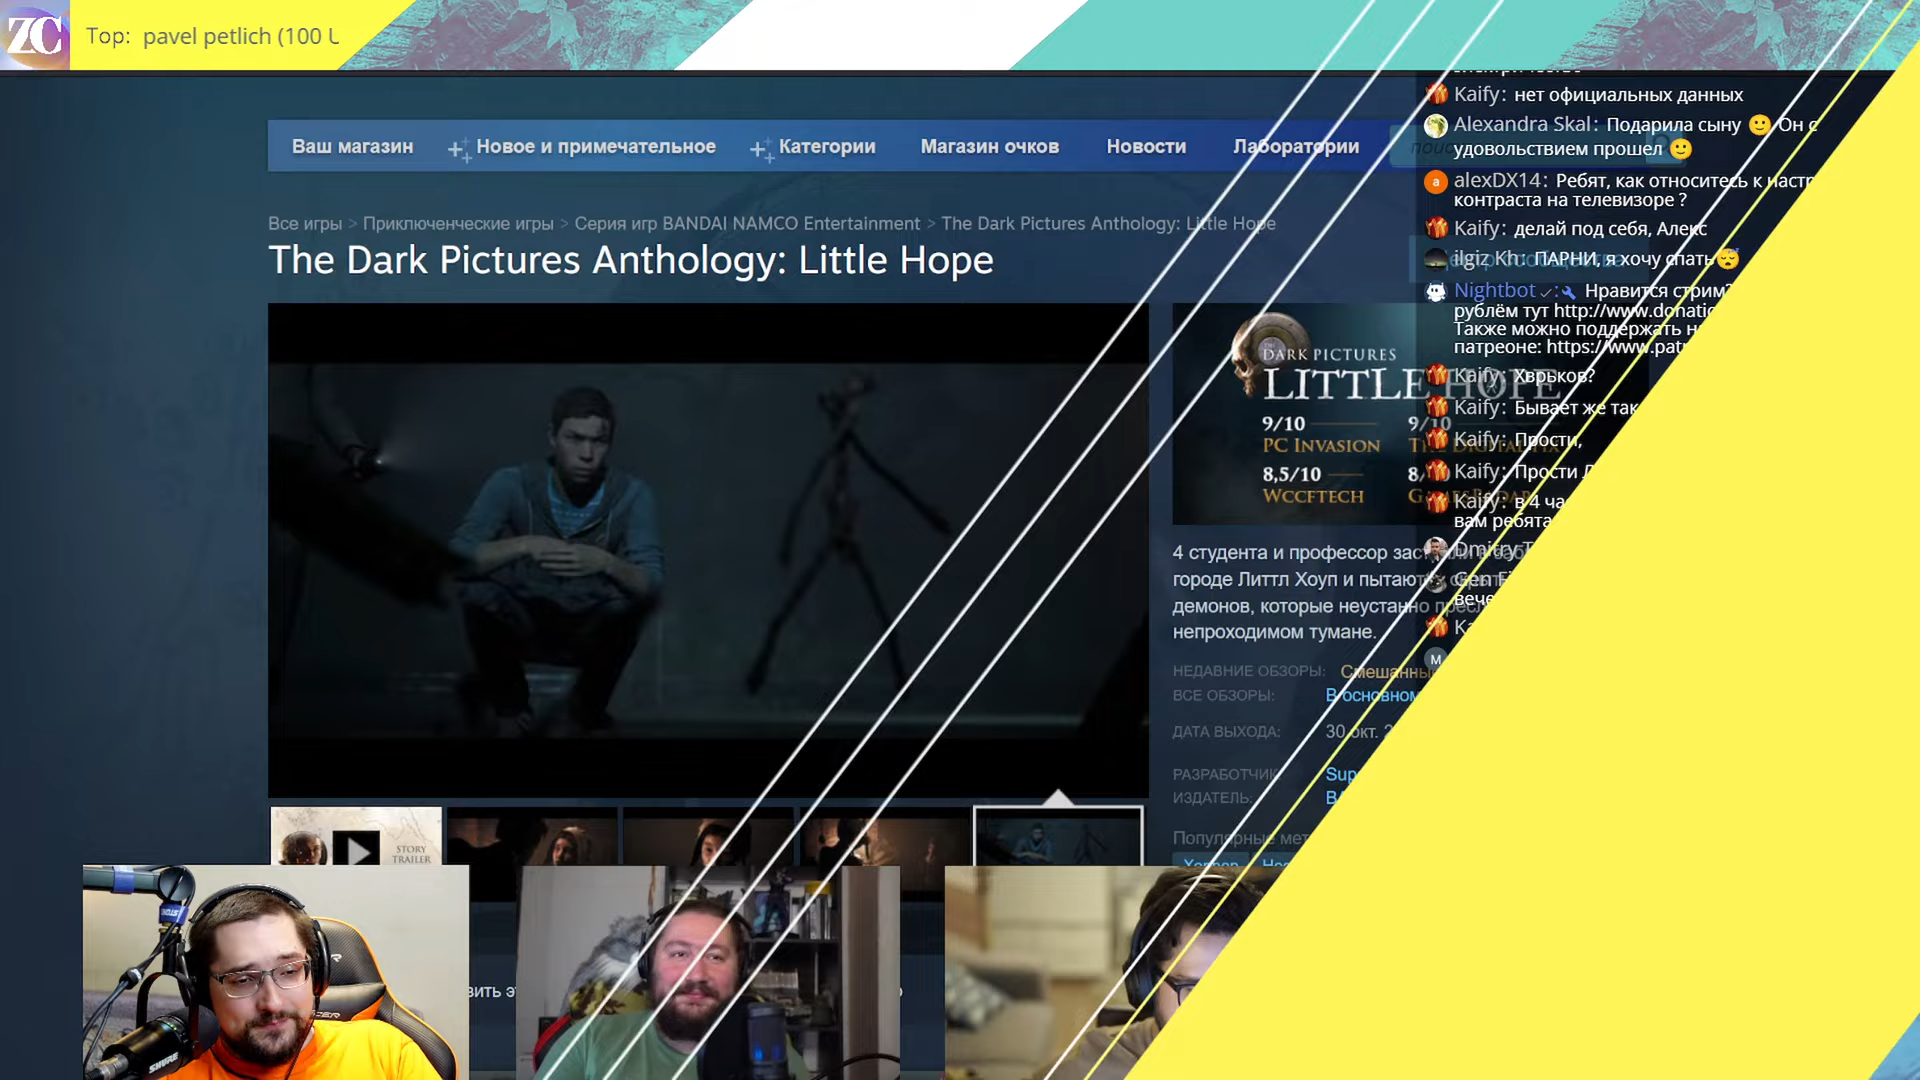 ZC
Top: pavel petlich (100 U
Ваш магазин
Новое и примечательное
Категории
Магазин очков
Новости
Лаборатории
Все игры > Приключенческие игры > Серия игр BANDAI NAMCO Entertainment > The Dark Pictures Anthology: Little Hope
The Dark Pictures Anthology: Little Hope
DARK PICTURES
LITTLE HOPE
9/10
PC INVASION
8,5/10
WCCFTECH
4 студента и профессор
городе Литтл Хоуп и
демонов, которые неустанно
непроходимом тумане.
НЕДАВНИЕ ОБЗОРЫ:
ВСЕ ОБЗОРЫ: В основном
ДАТА ВЫХОДА: 30 окт.
РАЗРАБОТЧИК:
ИЗДАТЕЛЬ:
Популярные
STORY
TRAILER
Kaify: нет официальных данных
Alexandra Skal: Подарила сыну 🙂 Он с
удовольствием прошел 🙂
alexDX14: Ребят, как относитесь к настр
контраста на телевизоре ?
Kaify: делай под себя, Алекс
ilgiz Kh: ПАРНИ, я хочу спать😴
Nightbot: Нравится стрим?
рублём тут http://www.donatio
Также можно поддержать
патреоне: https://www.pat
Kaify: Хврьков?
Kaify: Бывает же так
Kaify: Прости,
Kaify: Прости
Kaify: в 4
вам ребята
Dmitry
M
SHURE